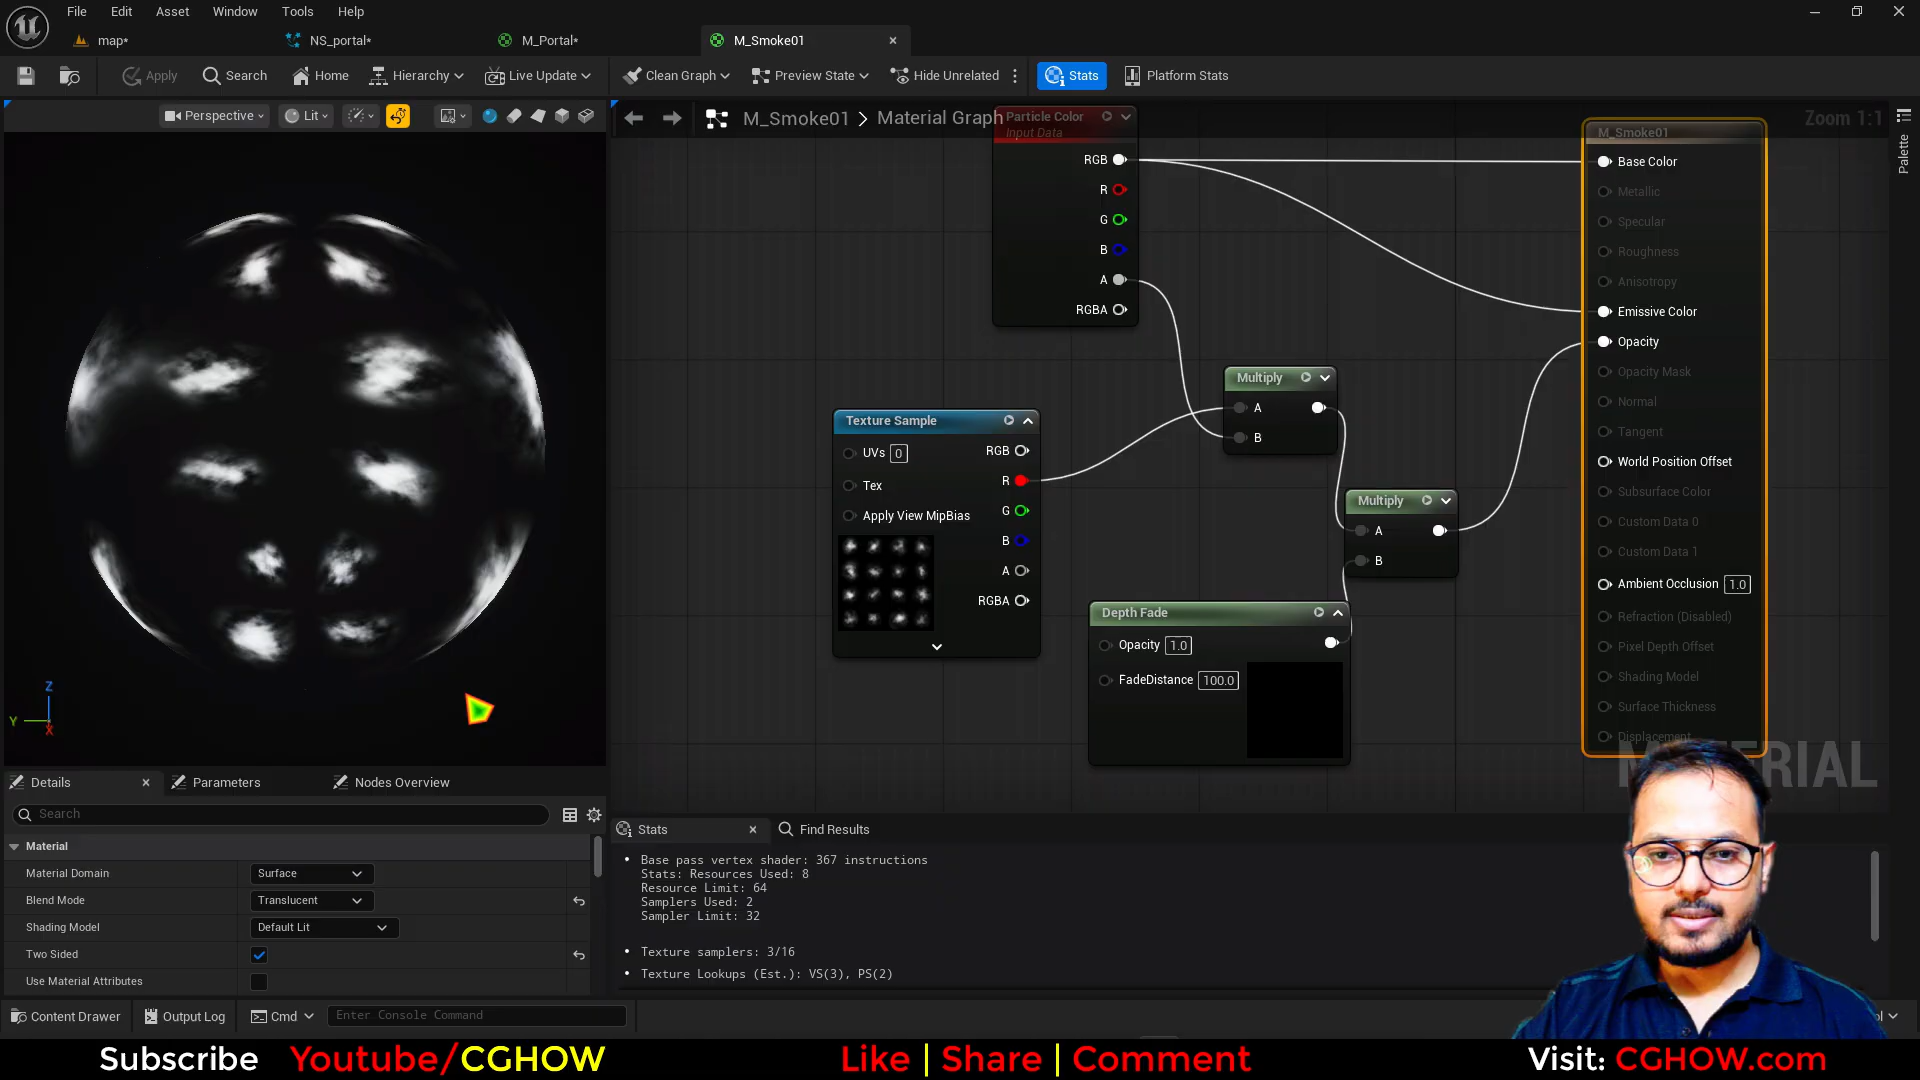 File Edit Asset Window Tools Help
map* NS_portal* M_Portal* M_Smoke01
Apply Search Home Hierarchy Live Update Clean Graph Preview State Hide Unrelated Stats Platform Stats
Perspective Lit
M_Smoke01 > Material Graph Zoom 1:1
Palette
Particle Color
Input Data
RGB
R
G
B
A
RGBA
Texture Sample
UVs 0
Tex
Apply View MipBias
RGB
R
G
B
A
RGBA
Multiply
A
B
Multiply
A
B
Depth Fade
Opacity 1.0
FadeDistance 100.0
M_Smoke01
Base Color
Metallic
Specular
Roughness
Anisotropy
Emissive Color
Opacity
Opacity Mask
Normal
Tangent
World Position Offset
Subsurface Color
Custom Data 0
Custom Data 1
Ambient Occlusion 1.0
Refraction (Disabled)
Pixel Depth Offset
Shading Model
Surface Thickness
Displacement
Z
Y
X
Details Parameters Nodes Overview
Search
Material
Material Domain Surface
Blend Mode Translucent
Shading Model Default Lit
Two Sided
Use Material Attributes
Stats Find Results
Base pass vertex shader: 367 instructions
Stats: Resources Used: 8
Resource Limit: 64
Samplers Used: 2
Sampler Limit: 32
Texture samplers: 3/16
Texture Lookups (Est.): VS(3), PS(2)
Content Drawer Output Log Cmd Enter Console Command
Subscribe Youtube/CGHOW Like | Share | Comment Visit: CGHOW.com